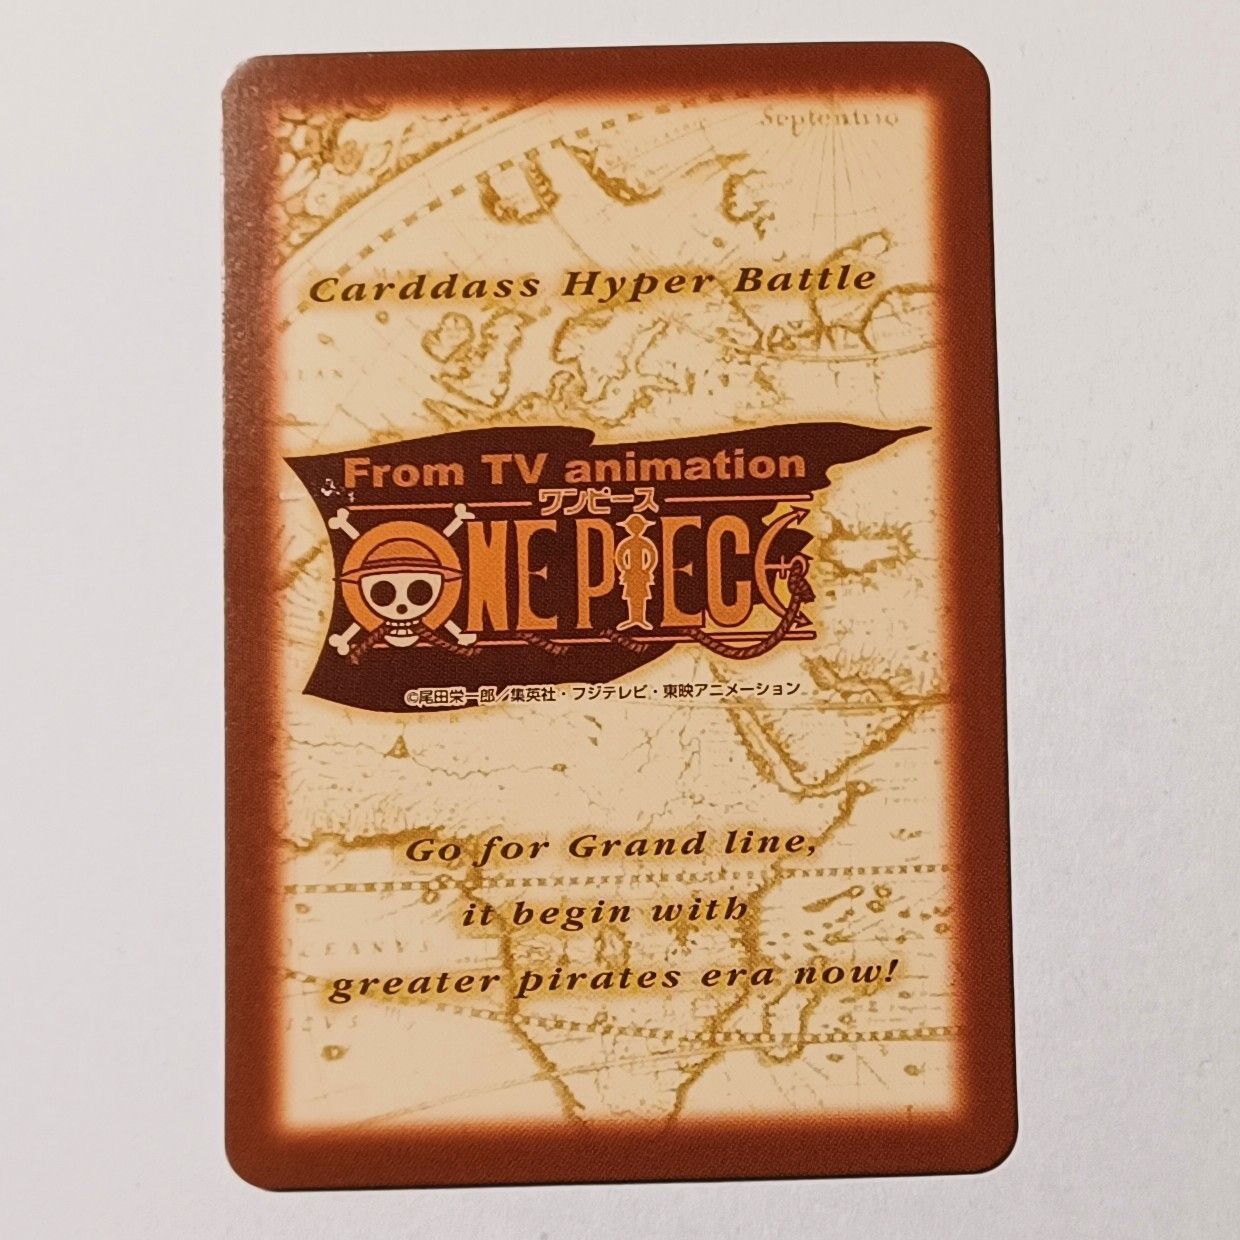 Septentrio
Carddass Hyper Battle
From TV animation
ワンピース
ONE PIECE
©尾田栄一郎／集英社・フジテレビ・東映アニメーション
Go for Grand line,
it begin with
OCEANVS
greater pirates era now!